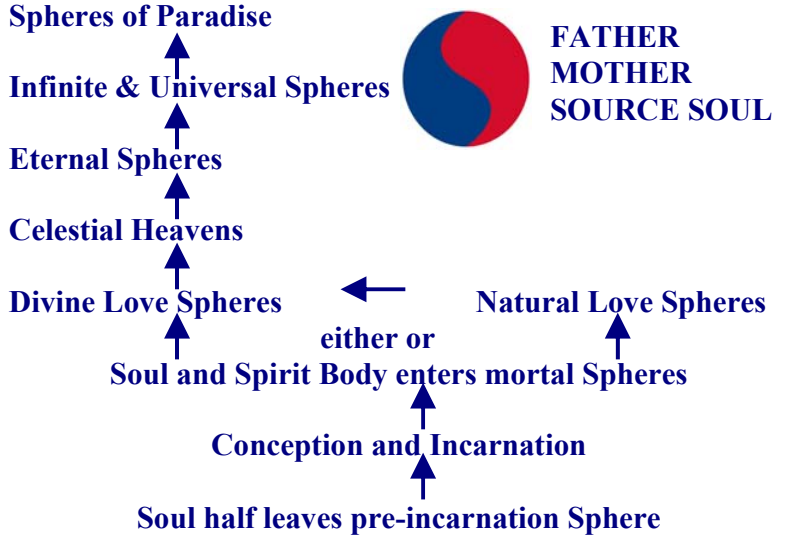 Spheres of Paradise
FATHER
MOTHER
SOURCE SOUL
Infinite & Universal Spheres
Eternal Spheres
Celestial Heavens
Divine Love Spheres
Natural Love Spheres
either or
Soul and Spirit Body enters mortal Spheres
Conception and Incarnation
Soul half leaves pre-incarnation Sphere